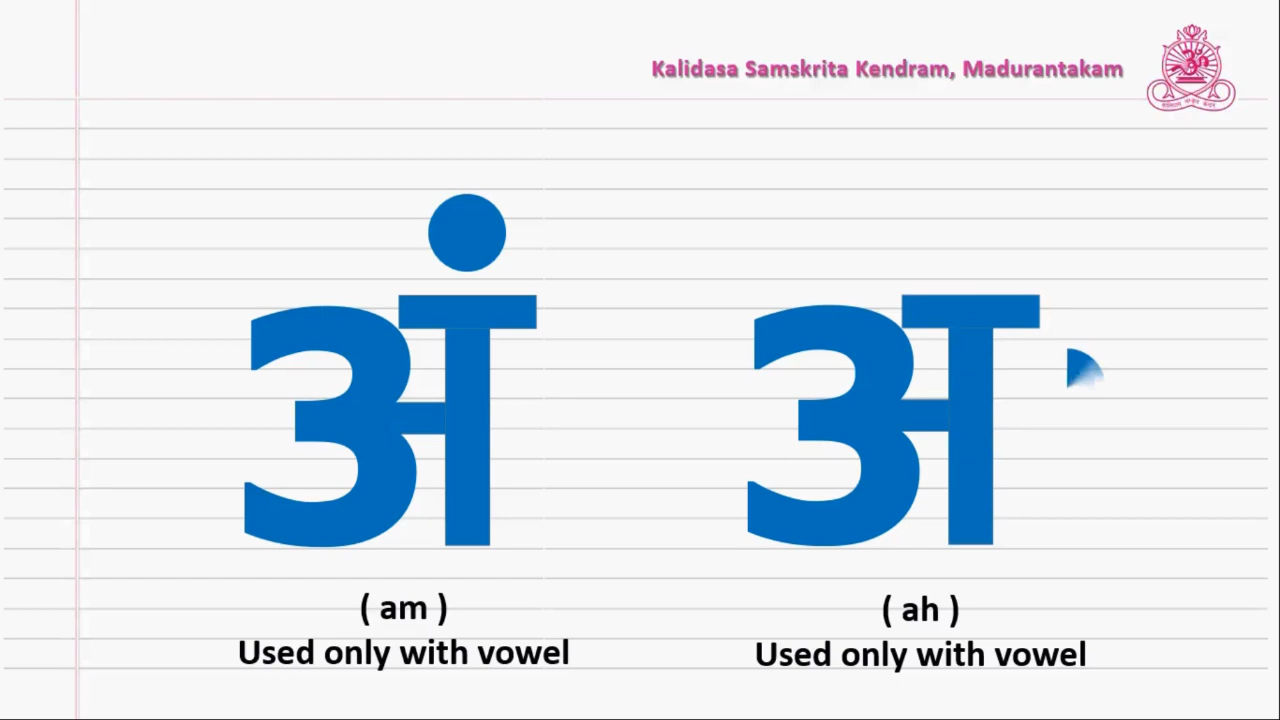 Kalidasa Samskrita Kendram, Madurantakam
अं अ
( am ) ( ah )
Used only with vowel Used only with vowel